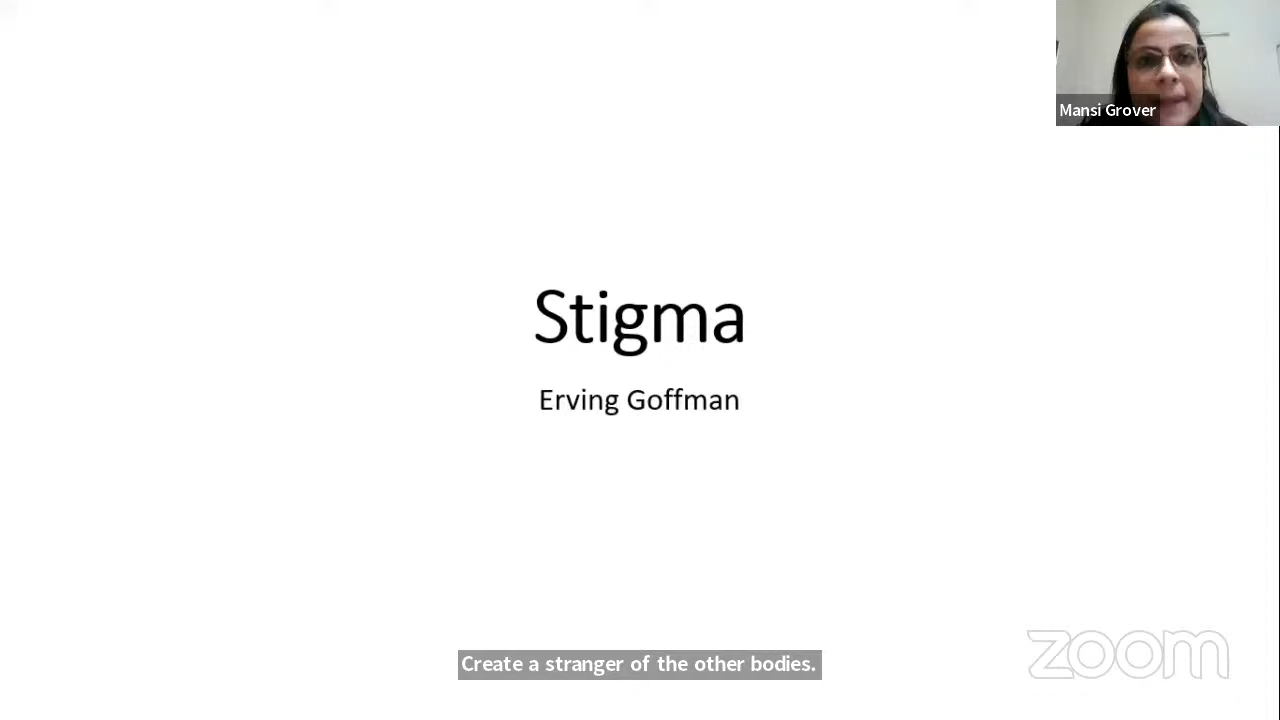 Mansi Grover
Stigma
Erving Goffman
Create a stranger of the other bodies.
zoom